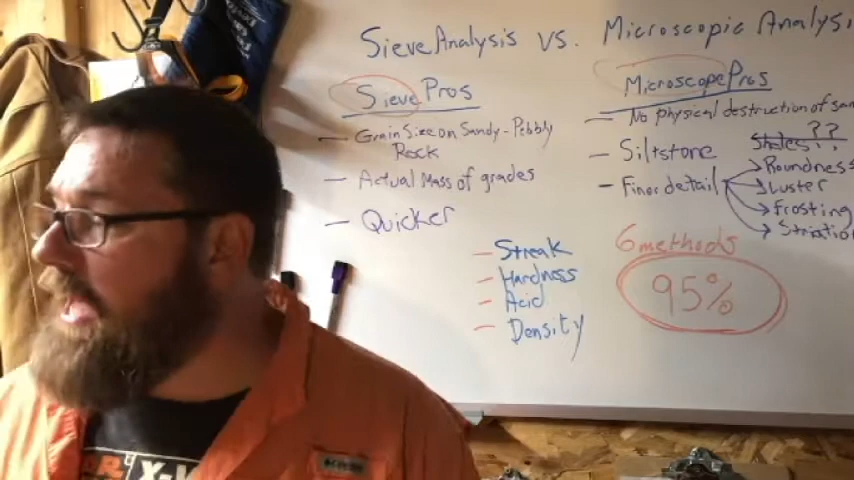 Sieve Analysis vs. Microscopic Analysis
Sieve Pros
- Grain Size on Sandy-Pebbly
Rock
- Actual Mass of grades
- Quicker
Microscope Pros
- No physical destruction of sam
- Siltstone
Shales??
- Finer detail
Roundness
Luster
Frosting
Striation
- Streak
- Hardness
- Acid
- Density
6 methods
95%
Columbia